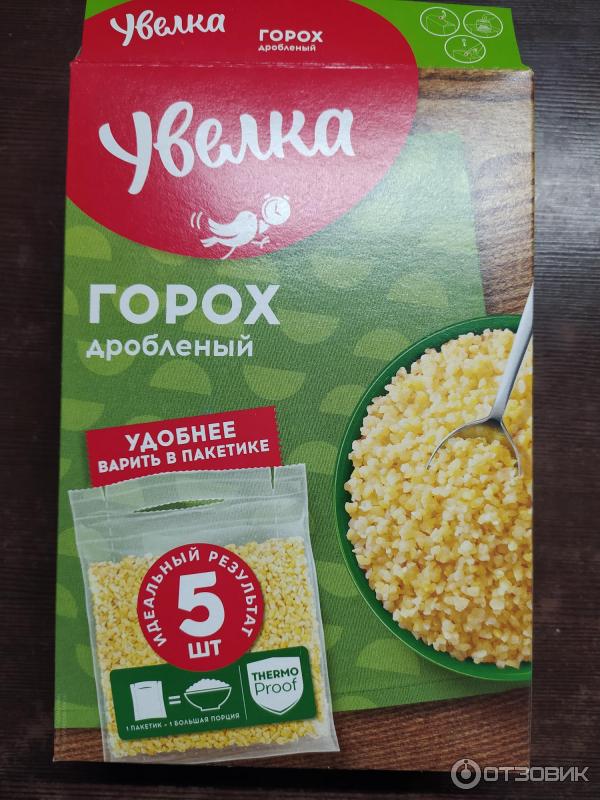 Увелка
ГОРОХ
дробленый
Увелка
ГОРОХ
дробленый
УДОБНЕЕ
ВАРИТЬ В ПАКЕТИКЕ
ИДЕАЛЬНЫЙ РЕЗУЛЬТАТ
5
ШТ
THERMO
Proof
1 ПАКЕТИК = 1 БОЛЬШАЯ ПОРЦИЯ
ОТЗОВИК